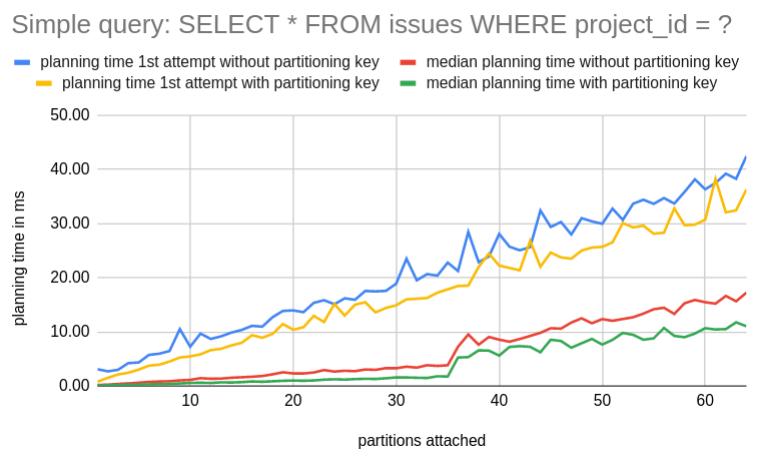 Simple query: SELECT * FROM issues WHERE project_id = ?
planning time 1st attempt without partitioning key median planning time without partitioning key
planning time 1st attempt with partitioning key median planning time with partitioning key
50.00
40.00
30.00
20.00
10.00
0.00
planning time in ms
10 20 30 40 50 60
partitions attached